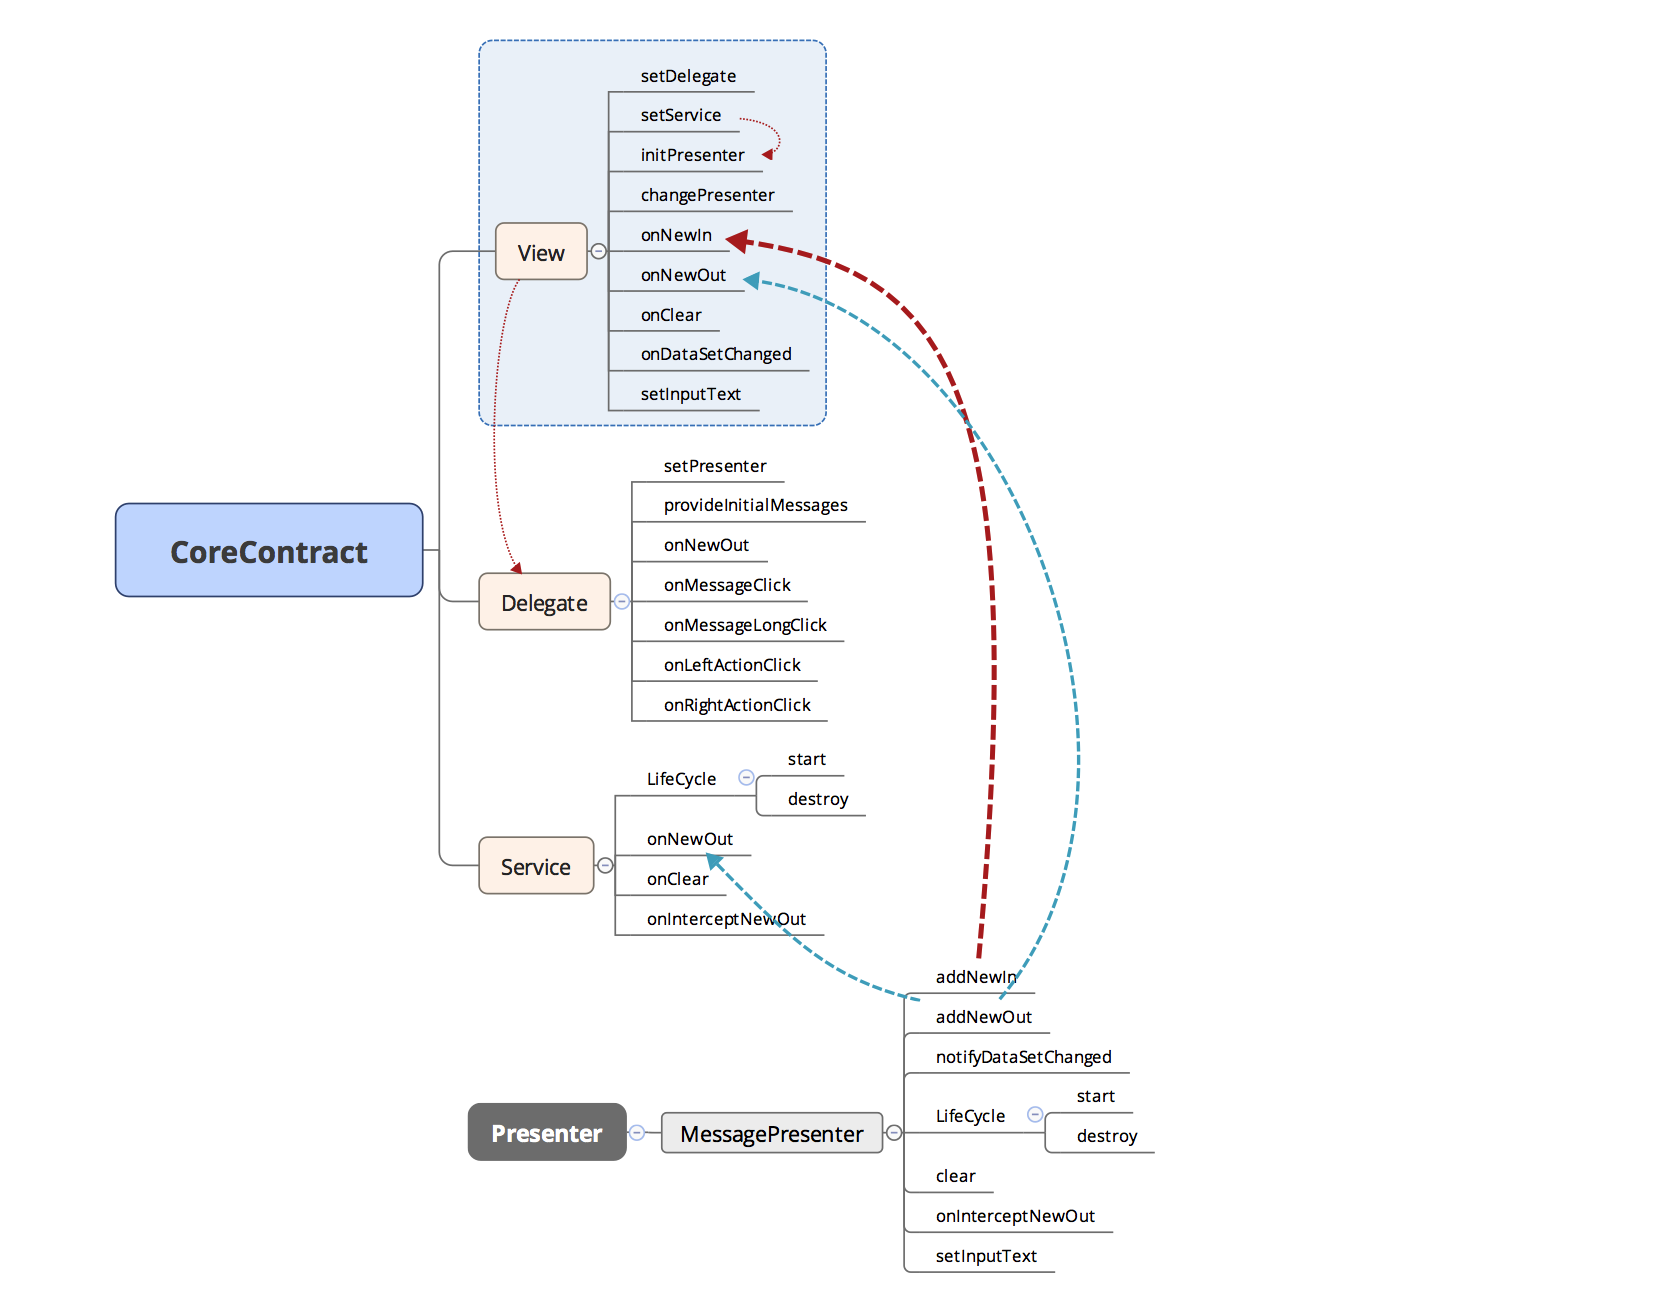 CoreContract
View
setDelegate
setService
initPresenter
changePresenter
onNewIn
onNewOut
onClear
onDataSetChanged
setInputText
Delegate
setPresenter
provideInitialMessages
onNewOut
onMessageClick
onMessageLongClick
onLeftActionClick
onRightActionClick
Service
LifeCycle
start
destroy
onNewOut
onClear
onInterceptNewOut
Presenter
MessagePresenter
addNewIn
addNewOut
notifyDataSetChanged
LifeCycle
start
destroy
clear
onInterceptNewOut
setInputText